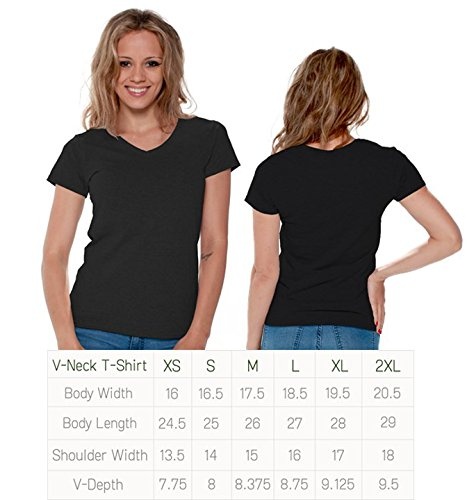 V-Neck T-Shirt XS S M L XL 2XL
Body Width 16 16.5 17.5 18.5 19.5 20.5
Body Length 24.5 25 26 27 28 29
Shoulder Width 13.5 14 15 16 17 18
V-Depth 7.75 8 8.375 8.75 9.125 9.5